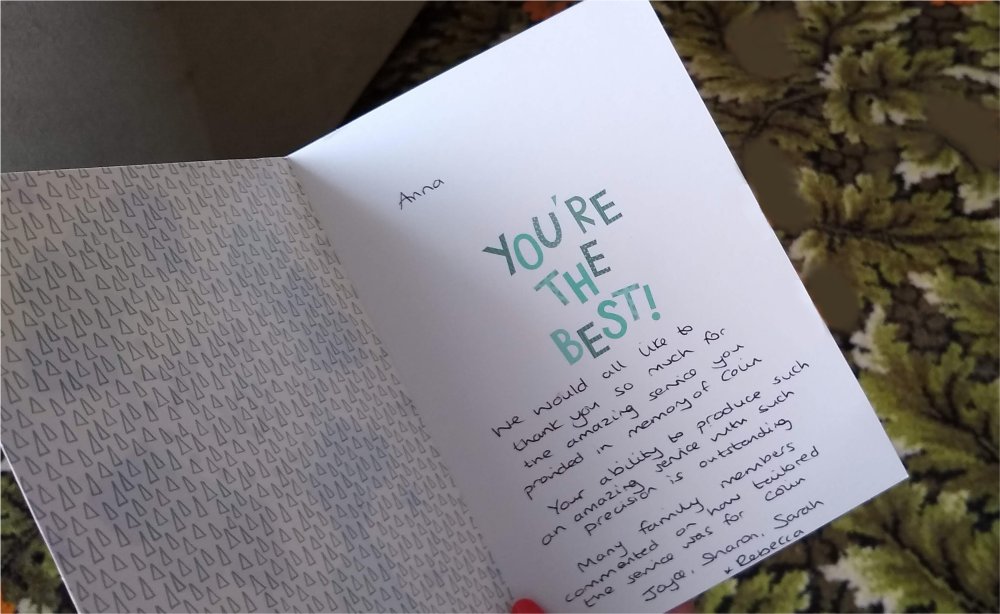 Anna
YOU'RE
THE
BEST!
We would all like to
thank you so much for
the amazing service you
provided in memory of Colin
Your ability to produce such
an amazing service with such
precision is outstanding
Many family members
commented on how tailored
the service was for Colin
Joyce, Sharon, Sarah
+ Rebecca